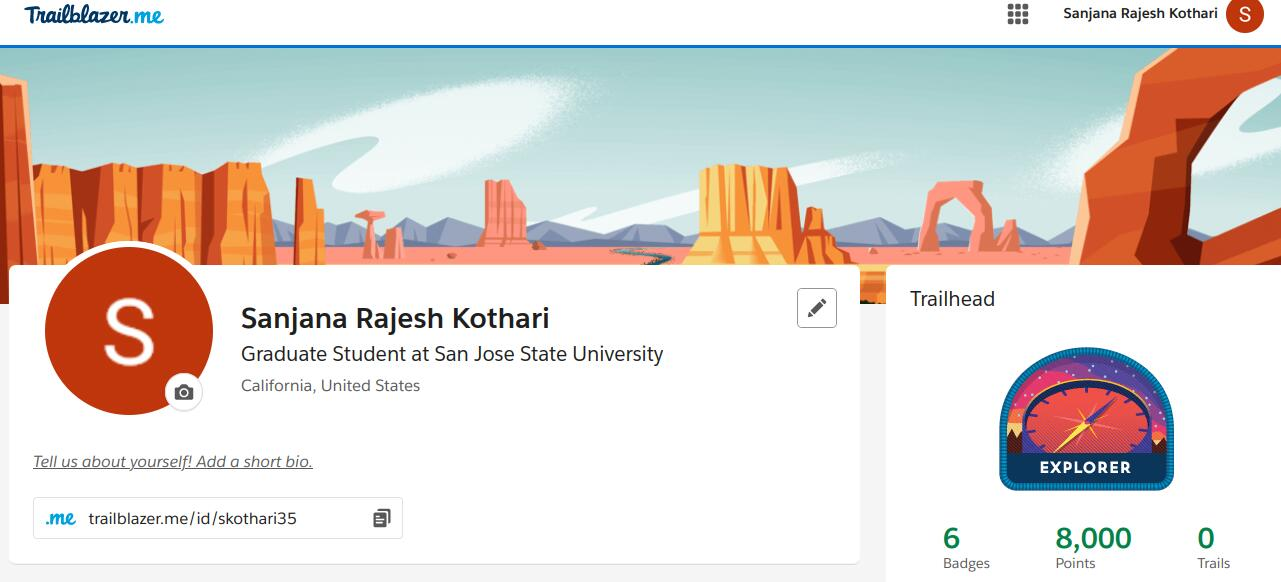 Trailblazer.me
Sanjana Rajesh Kothari S
S
Sanjana Rajesh Kothari
Graduate Student at San Jose State University
California, United States
Tell us about yourself! Add a short bio.
.me trailblazer.me/id/skothari35
Trailhead
EXPLORER
6 8,000 0
Badges Points Trails